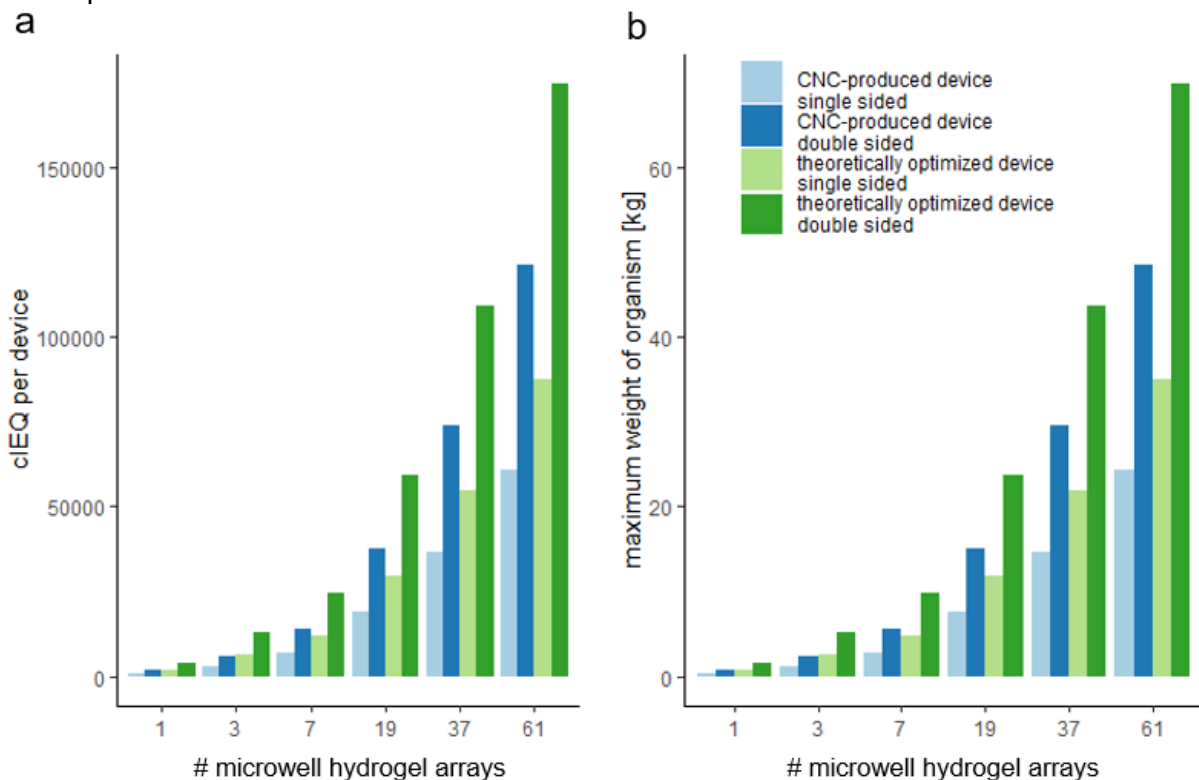 a
b
CNC-produced device
single sided
CNC-produced device
double sided
theoretically optimized device
single sided
theoretically optimized device
double sided
cIEQ per device
150000
100000
50000
0
1 3 7 19 37 61
# microwell hydrogel arrays
maximum weight of organism [kg]
60
40
20
0
1 3 7 19 37 61
# microwell hydrogel arrays